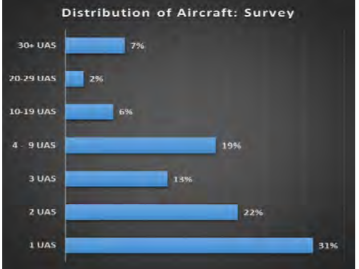 Distribution of Aircraft: Survey
30+ UAS 7%
20-29 UAS 2%
10-19 UAS 6%
4 - 9 UAS 19%
3 UAS 13%
2 UAS 22%
1 UAS 31%